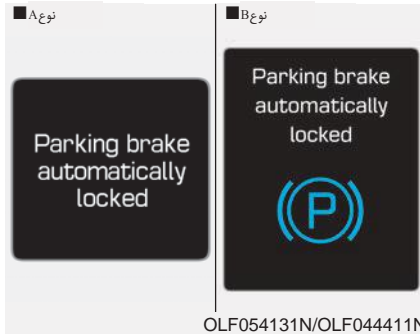 ■ نوعA
■ نوعB
Parking brake
automatically
locked
Parking brake
automatically
locked
P
OLF054131N/OLF044411N